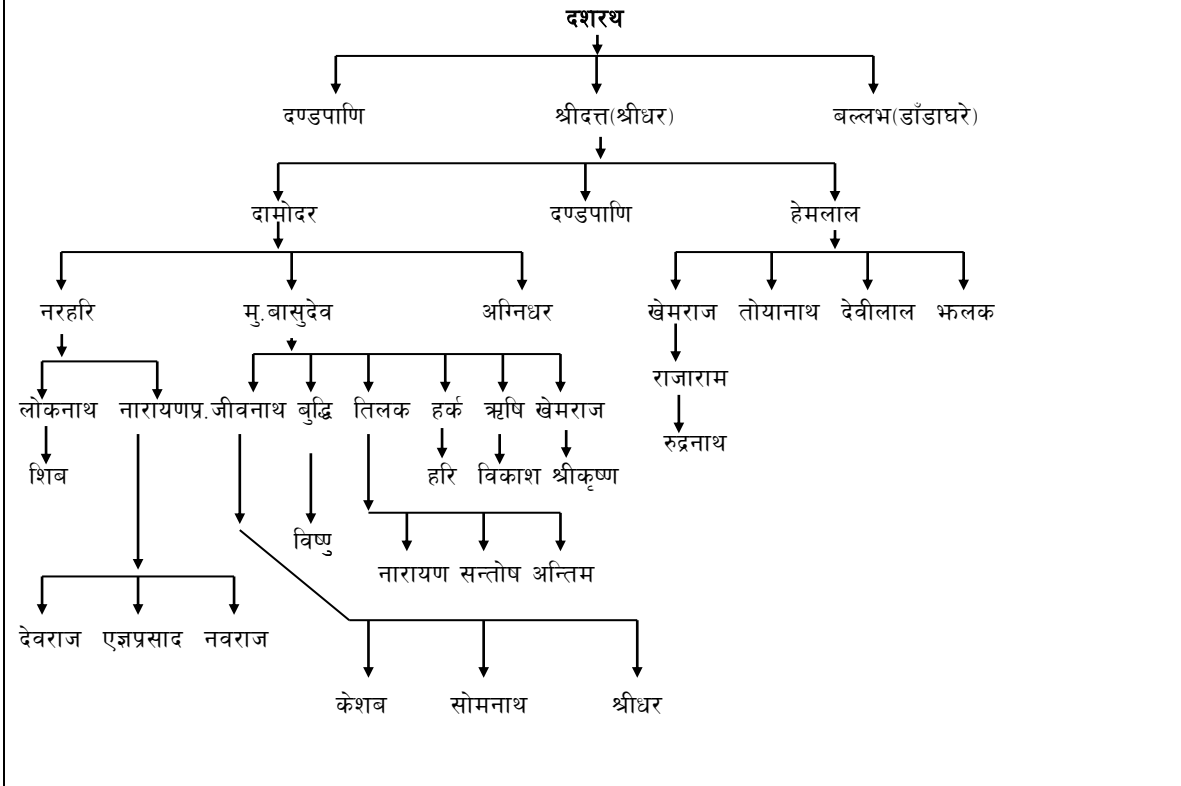 दशरथ
दण्डपाणि श्रीदत्त(श्रीधर) बल्लभ(डाँडाघरे)
दामोदर दण्डपाणि हेमलाल
नरहरि मु.बासुदेव अग्निधर खेमराज तोयानाथ देवीलाल झलक
राजाराम
लोकनाथ नारायणप्र. जीवनाथ बुद्धि तिलक हर्क ऋषि खेमराज
रुद्रनाथ
शिब हरि विकाश श्रीकृष्ण
विष्णु
नारायण सन्तोष अन्तिम
देवराज एज्ञप्रसाद नवराज
केशब सोमनाथ श्रीधर